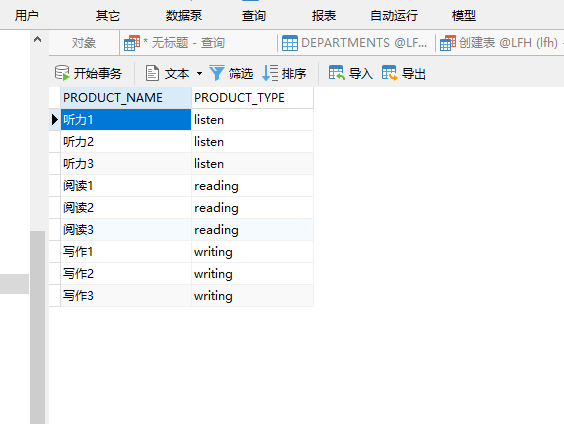 用户 其它 数据泵 查询 报表 自动运行 模型
对象 * 无标题 - 查询 DEPARTMENTS @LF... 创建表 @LFH (lfh) -
开始事务 文本 筛选 排序 导入 导出
PRODUCT_NAME PRODUCT_TYPE
听力1 listen
听力2 listen
听力3 listen
阅读1 reading
阅读2 reading
阅读3 reading
写作1 writing
写作2 writing
写作3 writing